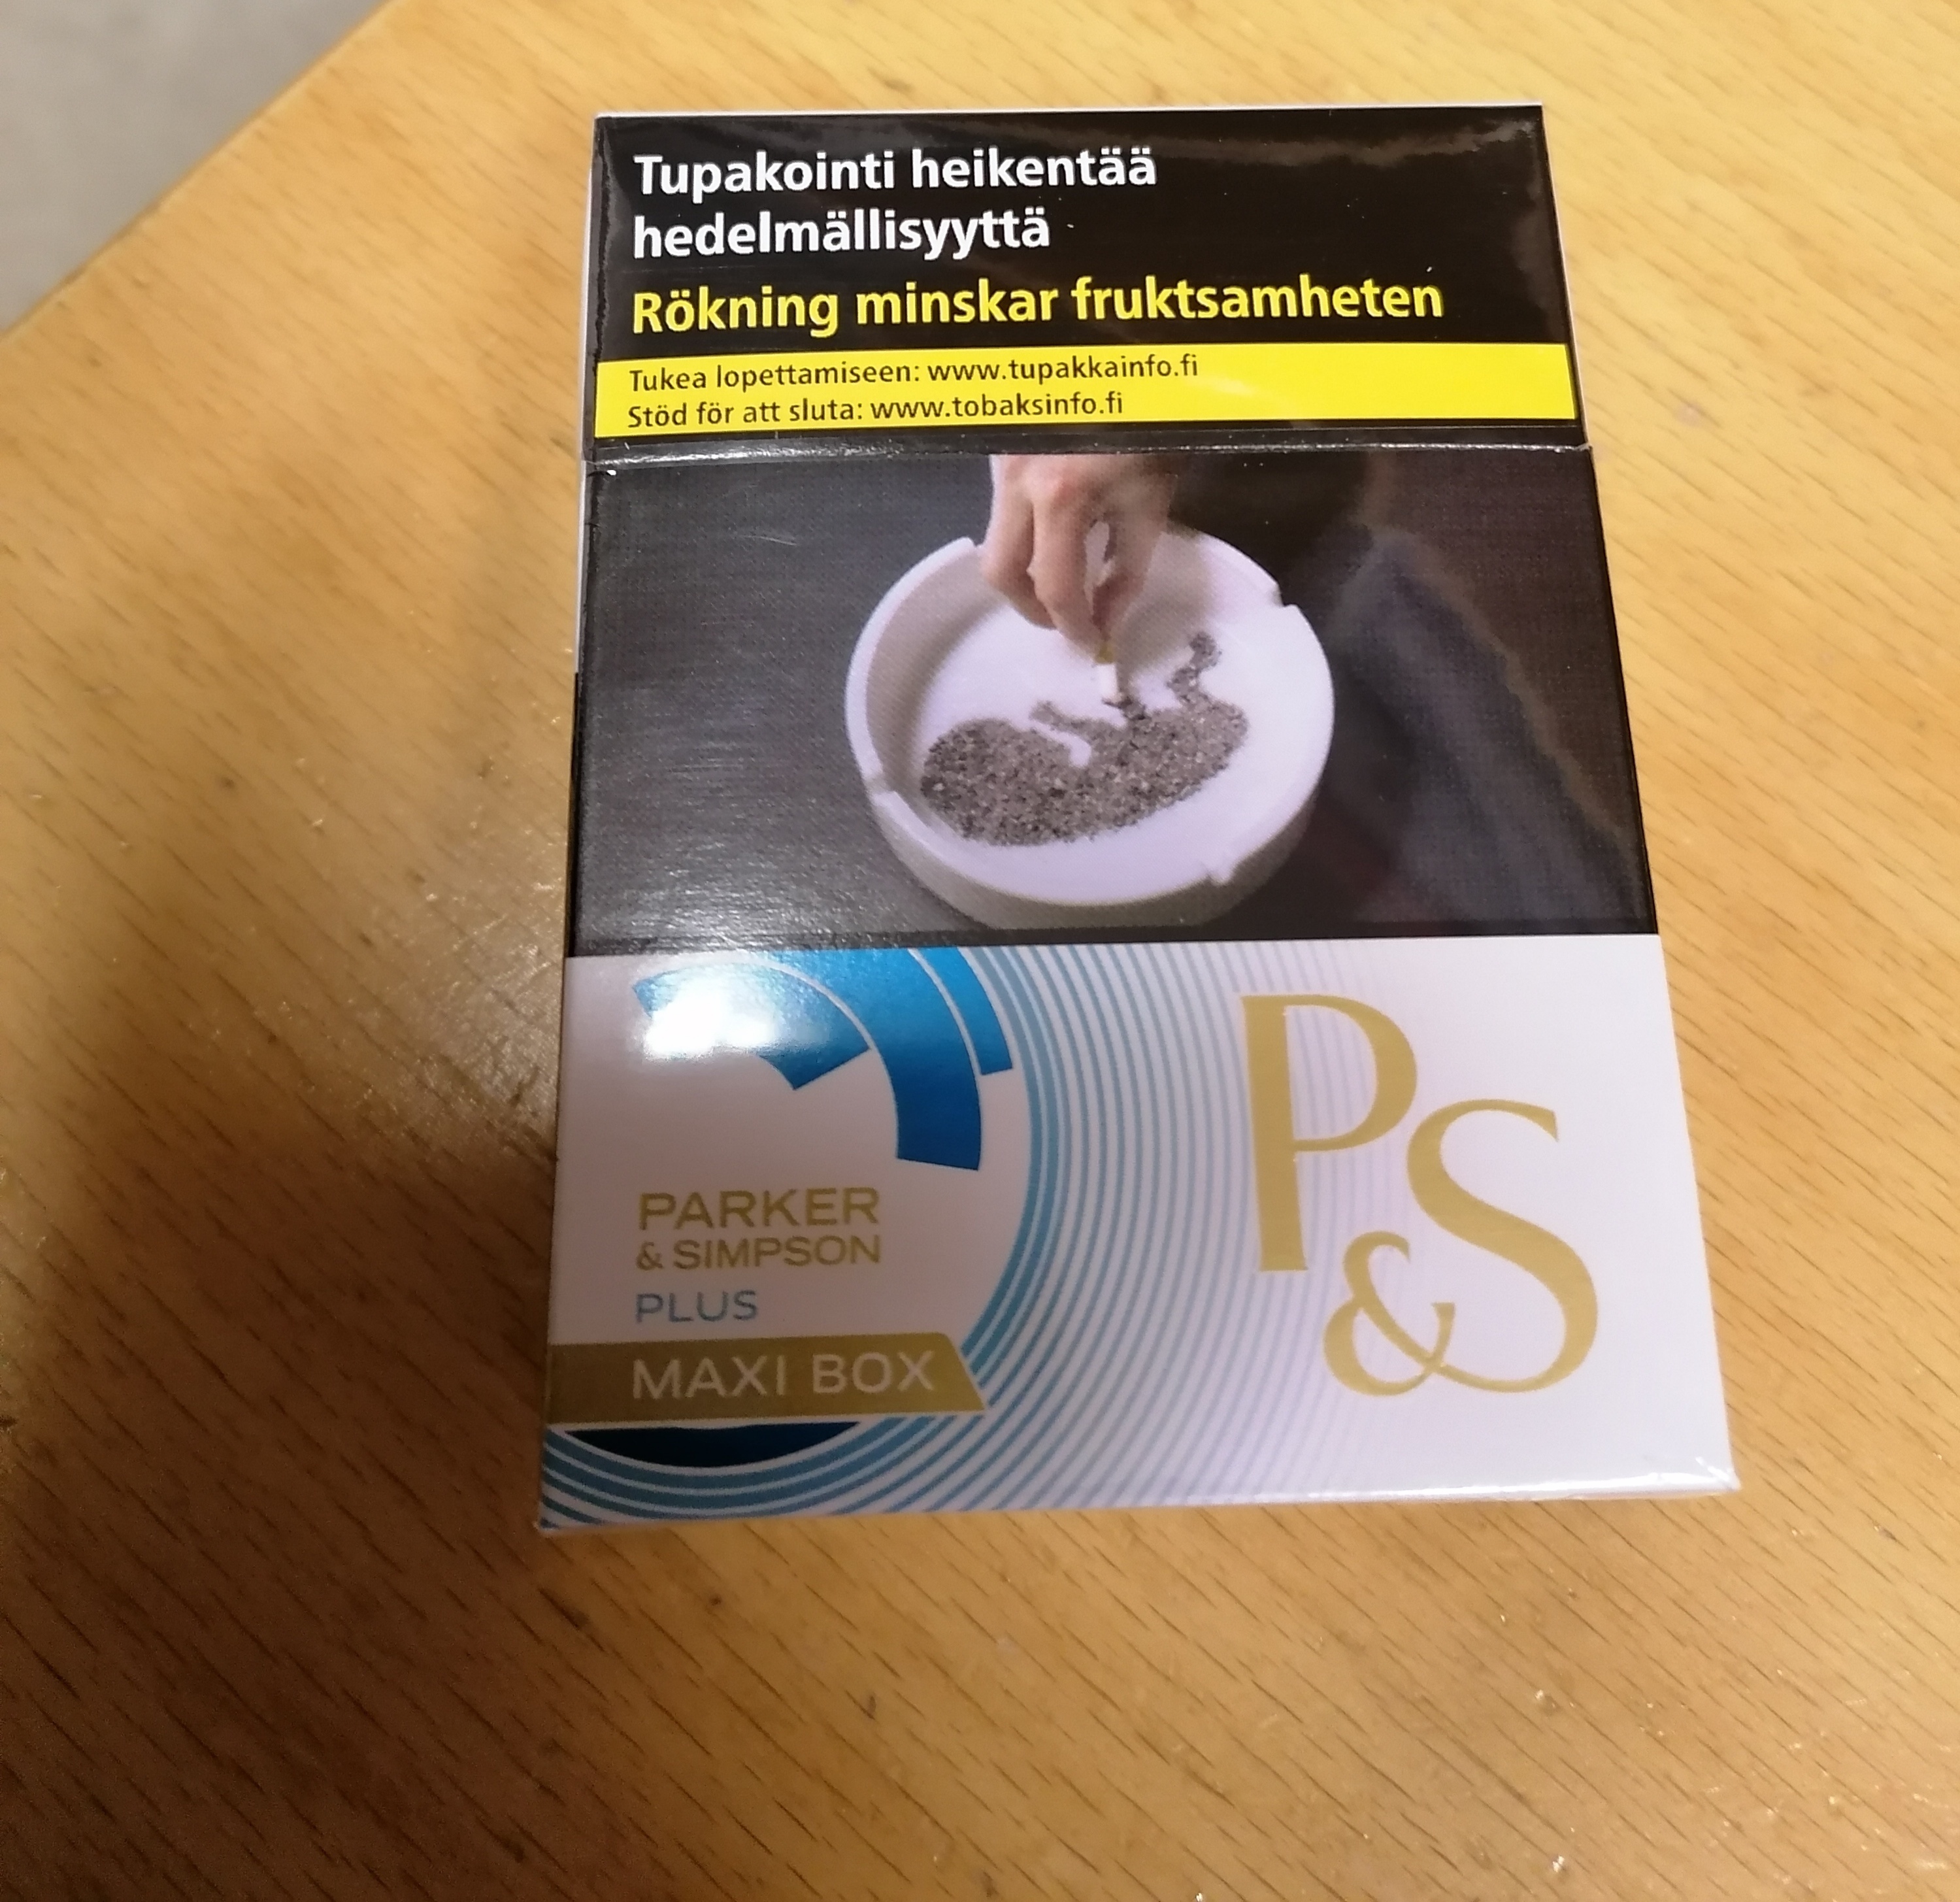 Tupakointi heikentää
hedelmällisyyttä
Rökning minskar fruktsamheten
Tukea lopettamiseen: www.tupakkainfo.fi
Stöd för att sluta: www.tobaksinfo.fi
P&S
PARKER
& SIMPSON
PLUS
MAXI BOX